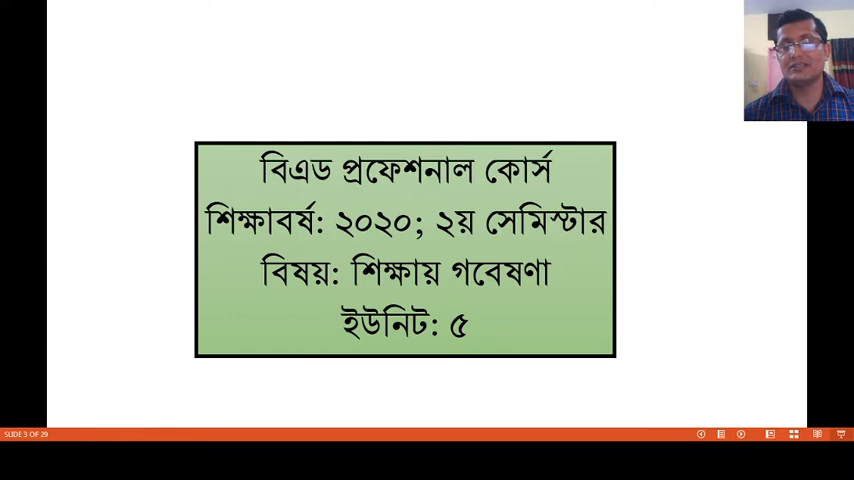 বিএড প্রফেশনাল কোর্স
শিক্ষাবর্ষ: ২০২০; ২য় সেমিস্টার
বিষয়: শিক্ষায় গবেষণা
ইউনিট: ৫
SLIDE 3 OF 29